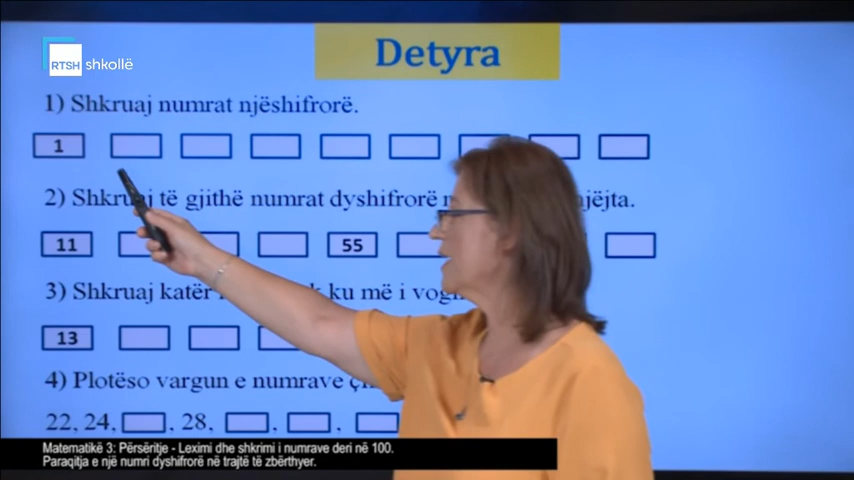 Detyra
RTSH shkollë
1) Shkruaj numrat njëshifrorë.
1
2) Shkruaj të gjithë numrat dyshifrorë
11 55
3) Shkruaj katër ku më i
13
4) Plotëso vargun e numrave
22, 24, , 28, , ,
Matematikë 3: Përsëritje - Leximi dhe shkrimi i numrave deri në 100.
Paraqitja e një numri dyshifrorë në trajtë të zbërthyer.